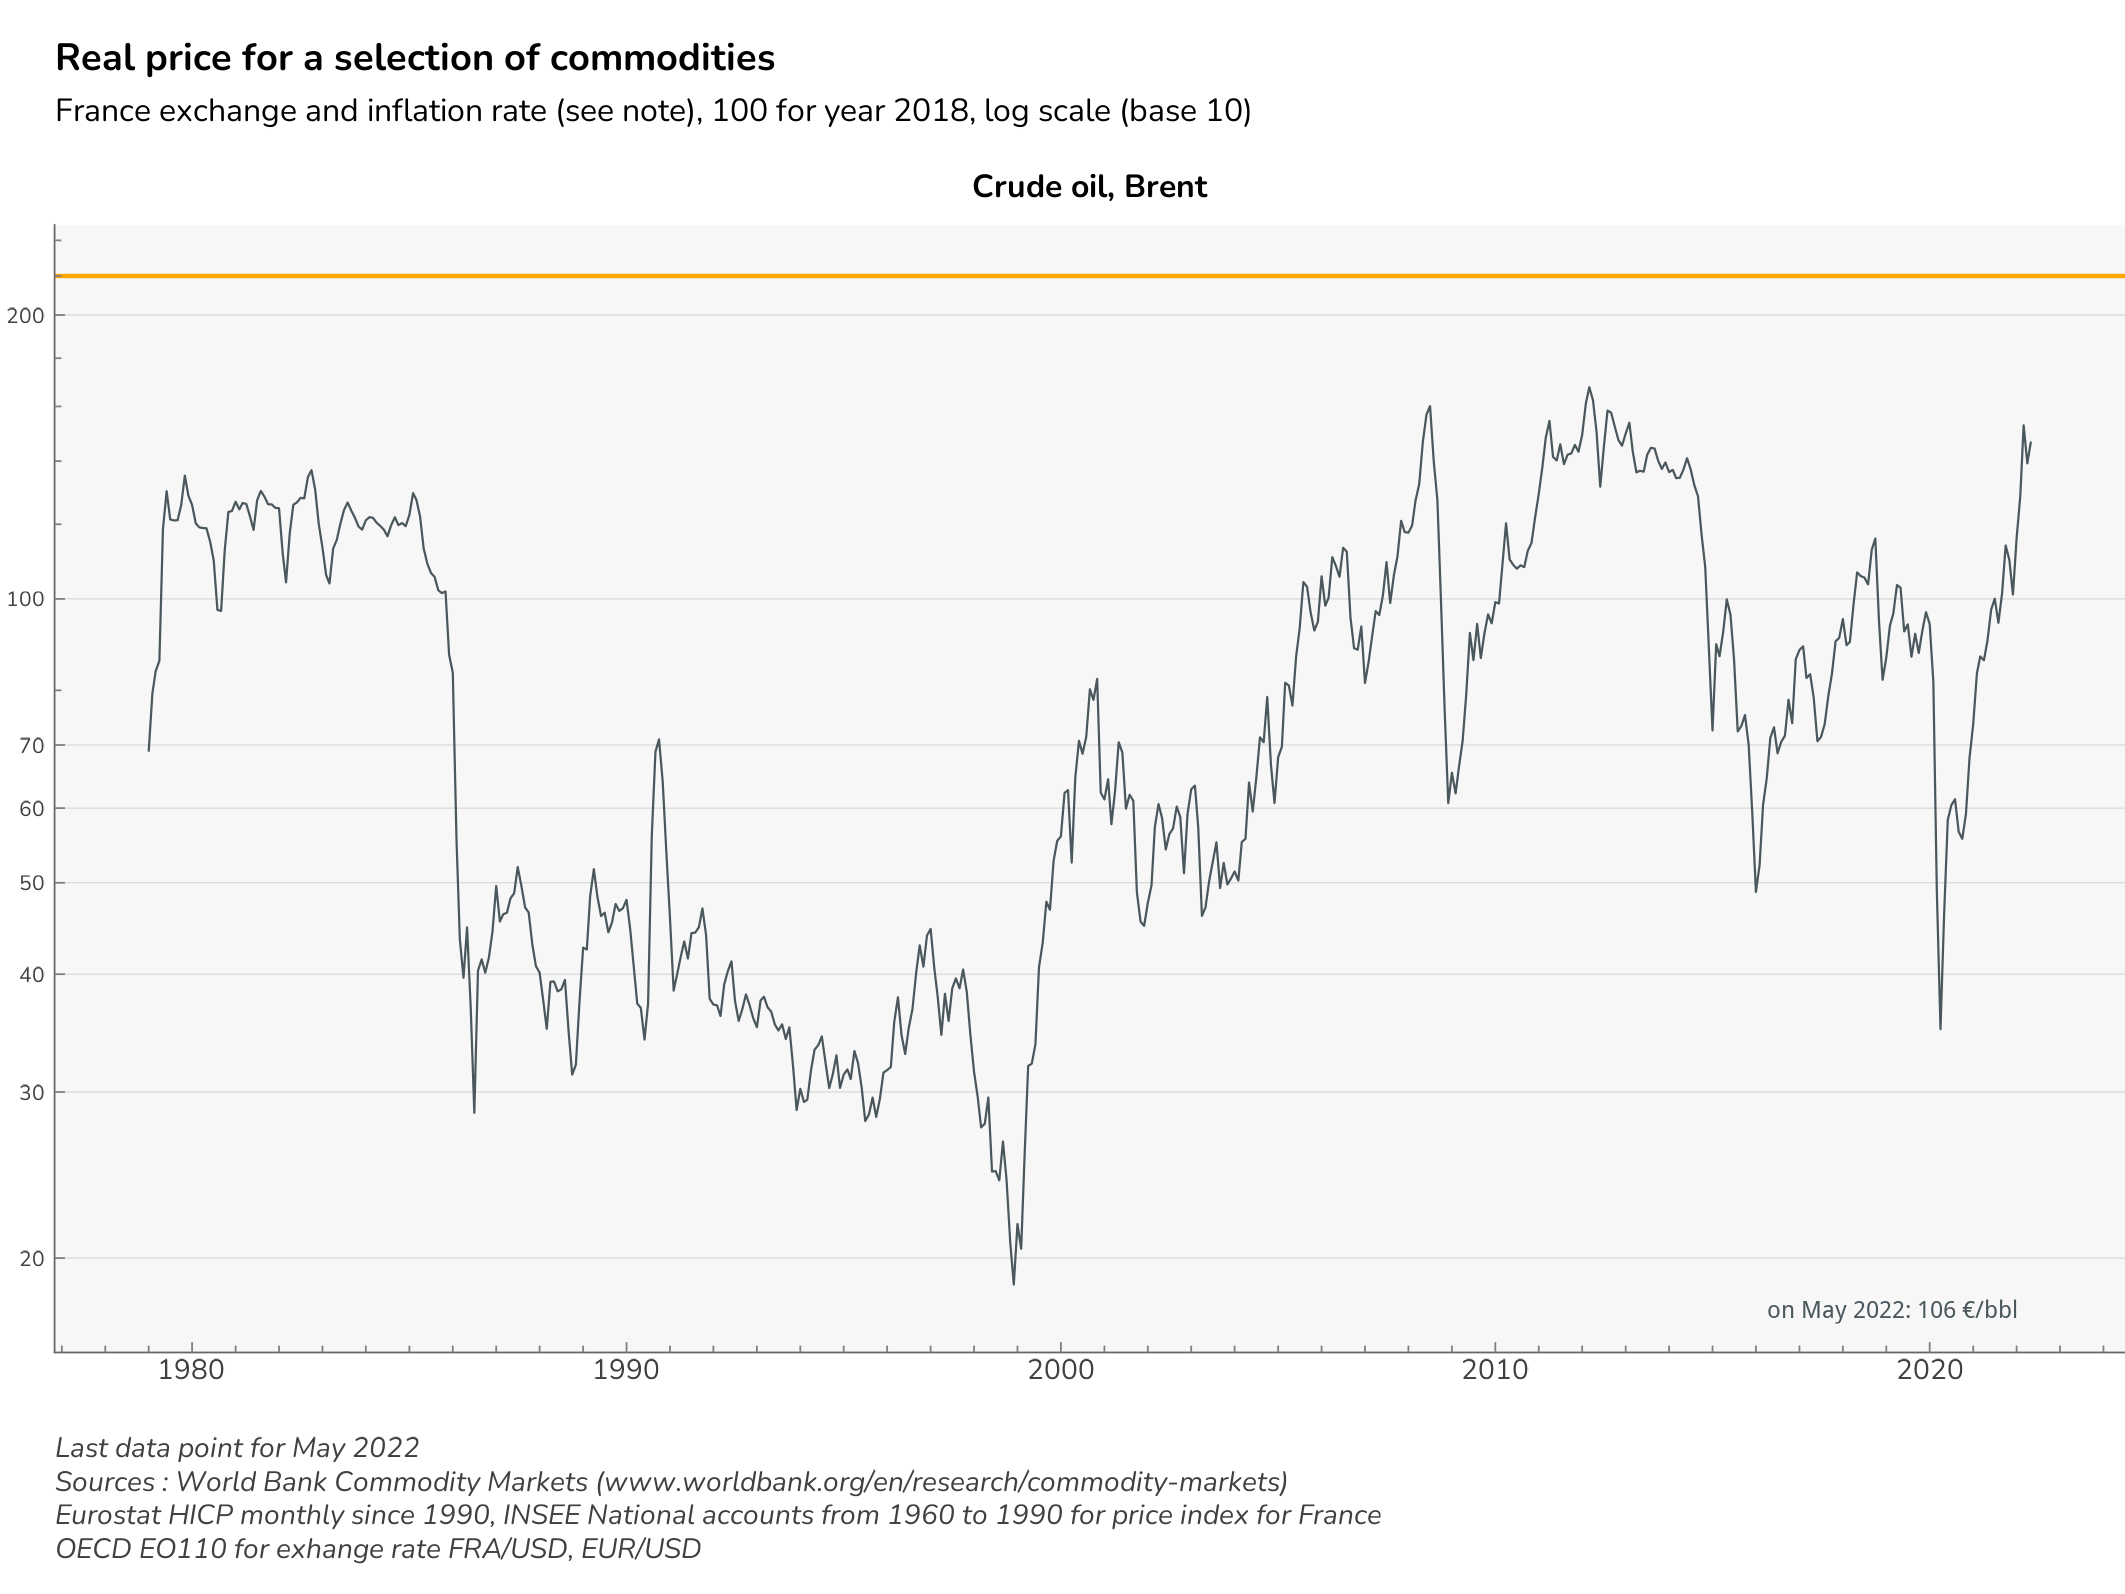 Real price for a selection of commodities
France exchange and inflation rate (see note), 100 for year 2018, log scale (base 10)
Crude oil, Brent
200
100
70
60
50
40
30
20
on May 2022: 106 €/bbl
1980 1990 2000 2010 2020
Last data point for May 2022
Sources : World Bank Commodity Markets (www.worldbank.org/en/research/commodity-markets)
Eurostat HICP monthly since 1990, INSEE National accounts from 1960 to 1990 for price index for France
OECD EO110 for exhange rate FRA/USD, EUR/USD